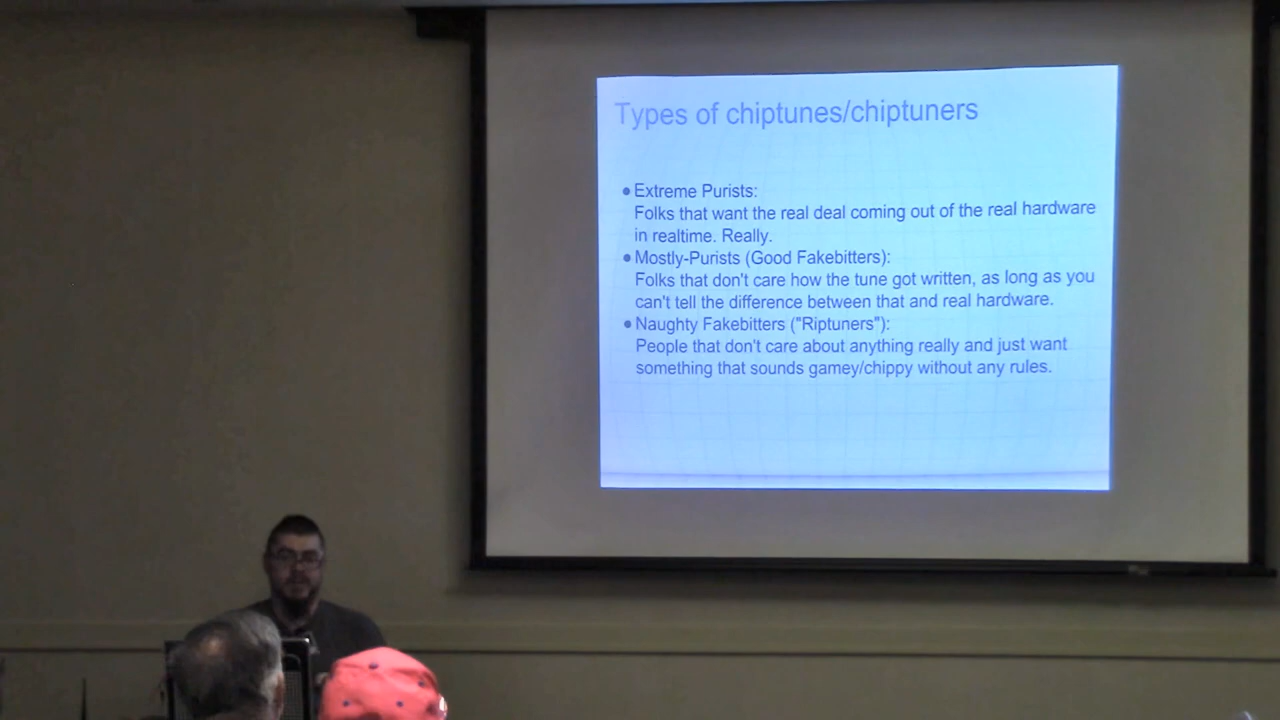 Types of chiptunes/chiptuners
• Extreme Purists:
Folks that want the real deal coming out of the real hardware
in realtime. Really.
• Mostly-Purists (Good Fakebitters):
Folks that don't care how the tune got written, as long as you
can't tell the difference between that and real hardware.
• Naughty Fakebitters ("Riptuners"):
People that don't care about anything really and just want
something that sounds gamey/chippy without any rules.